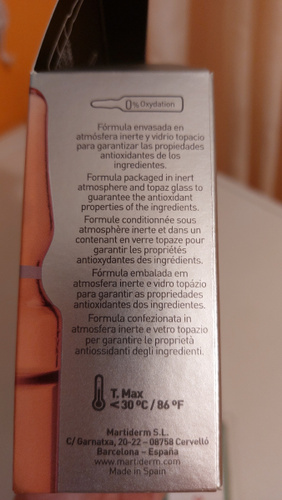 0% Oxydation
Fórmula envasada en
atmósfera inerte y vidrio topacio
para garantizar las propiedades
antioxidantes de los
ingredientes.
Formula packaged in inert
atmosphere and topaz glass to
guarantee the antioxidant
properties of the ingredients.
Formule conditionnée sous
atmosphère inerte et dans un
contenant en verre topaze pour
garantir les propriétés
antioxydantes des ingrédients.
Fórmula embalada em
atmosfera inerte e vidro topázio
para garantir as propriedades
antioxidantes dos ingredientes.
Formula confezionata in
atmosfera inerte e vetro topazio
per garantire le proprietà
antiossidanti degli ingredienti.
T. Max
<30 ºC / 86 ºF
Martiderm S.L.
C/ Garnatxa, 20-22 - 08758 Cervelló
Barcelona - España
www.martiderm.com
Made in Spain